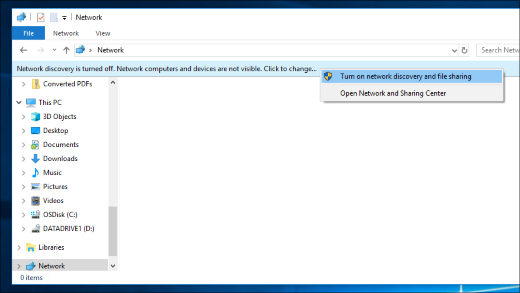 Network
File
Network
View
Network
Search Netw
Network discovery is turned off. Network computers and devices are not visible. Click to change...
Turn on network discovery and file sharing
Open Network and Sharing Center
Converted PDFs
This PC
3D Objects
Desktop
Documents
Downloads
Music
Pictures
Videos
OSDisk (C:)
DATADRIVE1 (D:)
Libraries
Network
0 items